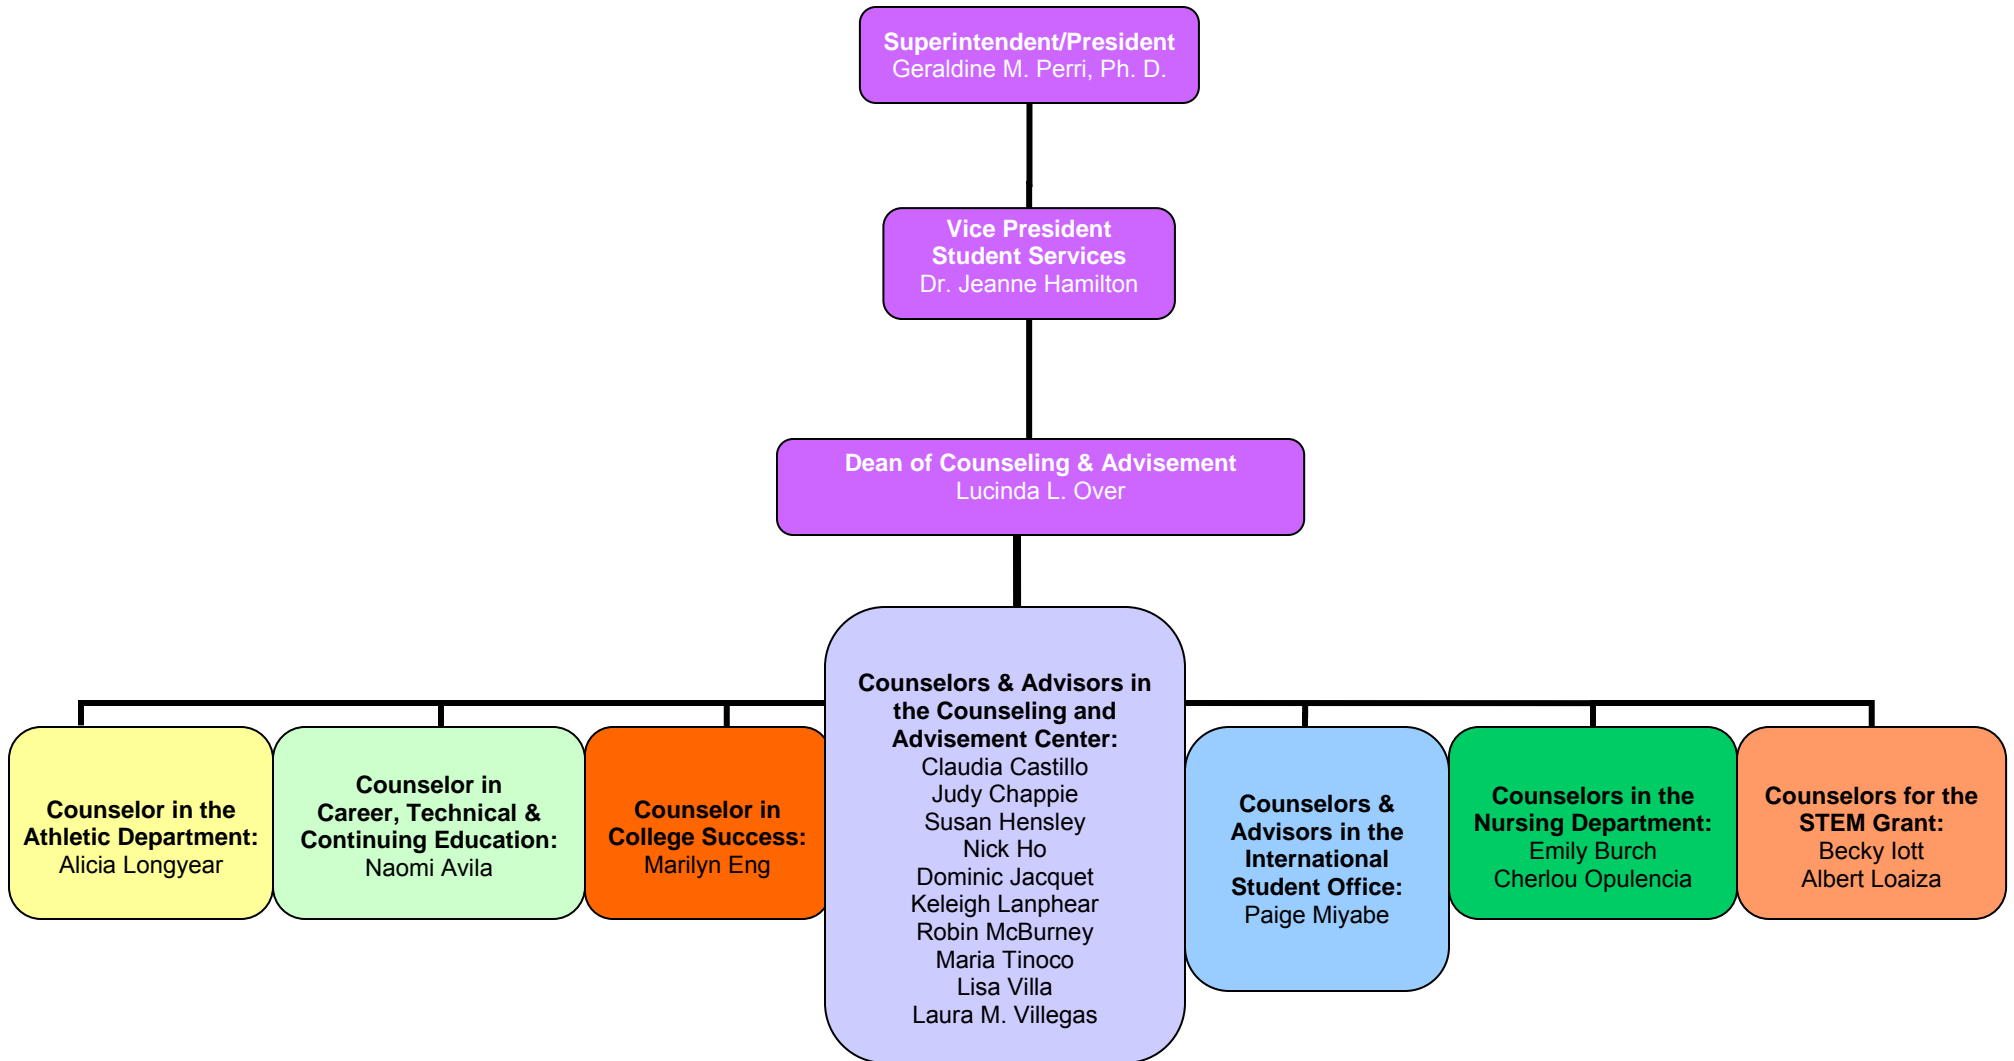 Superintendent/President
Geraldine M. Perri, Ph. D.
Vice President
Student Services
Dr. Jeanne Hamilton
Dean of Counseling & Advisement
Lucinda L. Over
Counselor in the
Athletic Department:
Alicia Longyear
Counselor in
Career, Technical &
Continuing Education:
Naomi Avila
Counselor in
College Success:
Marilyn Eng
Counselors & Advisors in
the Counseling and
Advisement Center:
Claudia Castillo
Judy Chappie
Susan Hensley
Nick Ho
Dominic Jacquet
Keleigh Lanphear
Robin McBurney
Maria Tinoco
Lisa Villa
Laura M. Villegas
Counselors &
Advisors in the
International
Student Office:
Paige Miyabe
Counselors in the
Nursing Department:
Emily Burch
Cherlou Opulencia
Counselors for the
STEM Grant:
Becky Iott
Albert Loaiza